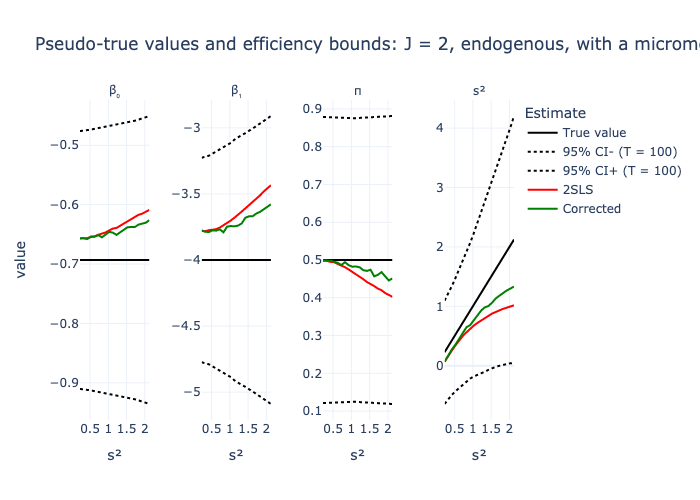 Pseudo-true values and efficiency bounds: J = 2, endogenous, with a
β₀
β₁
π
s²
value
−0.5
−0.6
−0.7
−0.8
−0.9
−3
−3.5
−4
−4.5
−5
0.9
0.8
0.7
0.6
0.5
0.4
0.3
0.2
0.1
4
3
2
1
0
0.5 1 1.5 2
0.5 1 1.5 2
0.5 1 1.5 2
0.5 1 1.5 2
s²
s²
s²
s²
Estimate
True value
95% CI- (T = 100)
95% CI+ (T = 100)
2SLS
Corrected